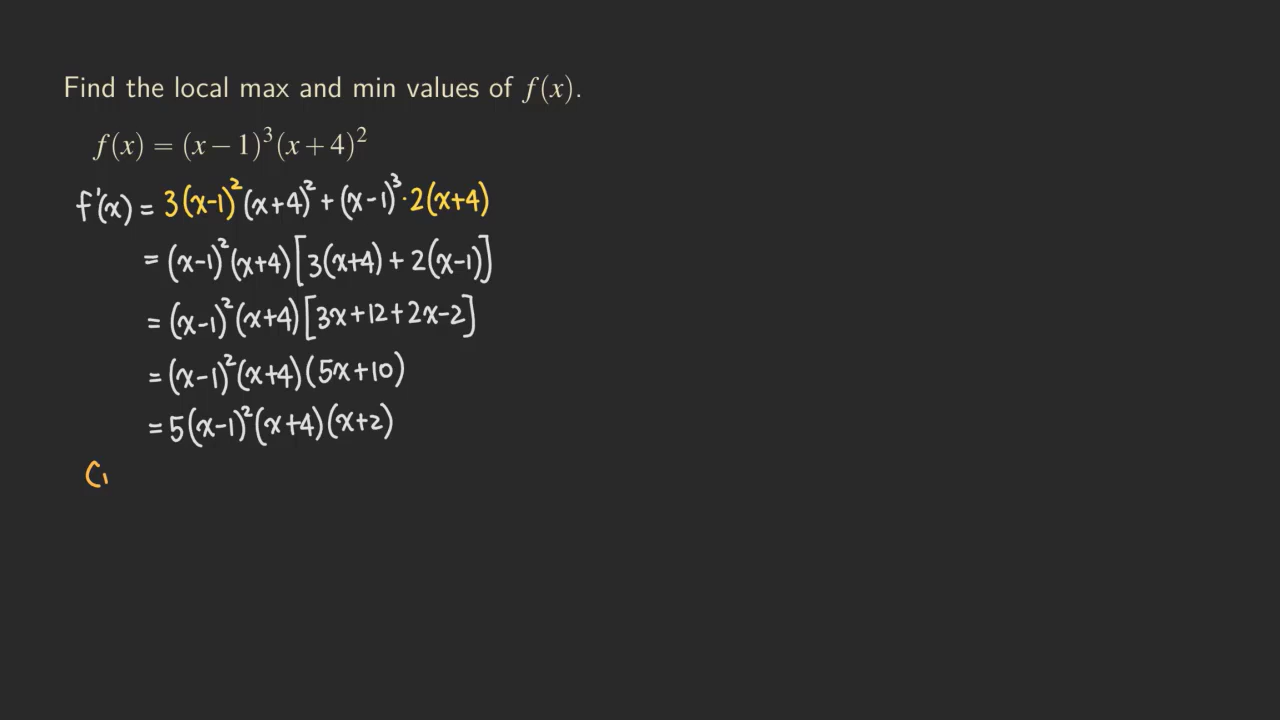 Find the local max and min values of f(x).
f(x) = (x − 1)³(x + 4)²
f'(x) = 3(x-1)²(x+4)² + (x-1)³ · 2(x+4)
= (x-1)²(x+4)[3(x+4) + 2(x-1)]
= (x-1)²(x+4)[3x+12+2x-2]
= (x-1)²(x+4)(5x+10)
= 5(x-1)²(x+4)(x+2)